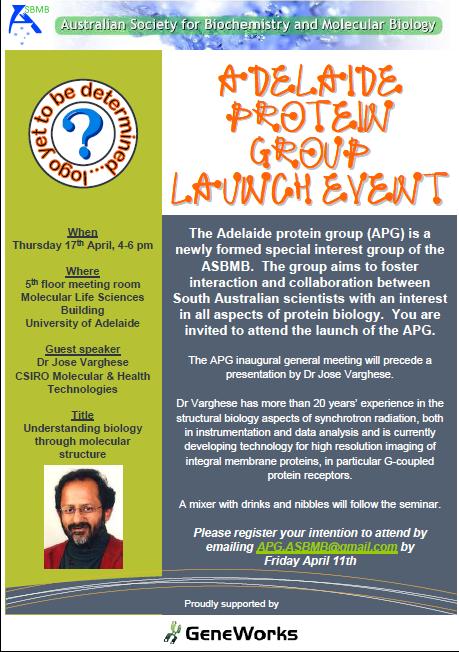 ASBMB
Australian Society for Biochemistry and Molecular Biology
logo yet to be determined...
?
ADELAIDE
PROTEIN
GROUP
LAUNCH EVENT
When
Thursday 17th April, 4-6 pm
Where
5th floor meeting room
Molecular Life Sciences
Building
University of Adelaide
Guest speaker
Dr Jose Varghese
CSIRO Molecular & Health
Technologies
Title
Understanding biology
through molecular
structure
The Adelaide protein group (APG) is a
newly formed special interest group of the
ASBMB. The group aims to foster
interaction and collaboration between
South Australian scientists with an interest
in all aspects of protein biology. You are
invited to attend the launch of the APG.
The APG inaugural general meeting will precede a
presentation by Dr Jose Varghese.
Dr Varghese has more than 20 years' experience in the
structural biology aspects of synchrotron radiation, both
in instrumentation and data analysis and is currently
developing technology for high resolution imaging of
integral membrane proteins, in particular G-coupled
protein receptors.
A mixer with drinks and nibbles will follow the seminar.
Please register your intention to attend by
emailing APG.ASBMB@gmail.com by
Friday April 11th
Proudly supported by
GeneWorks